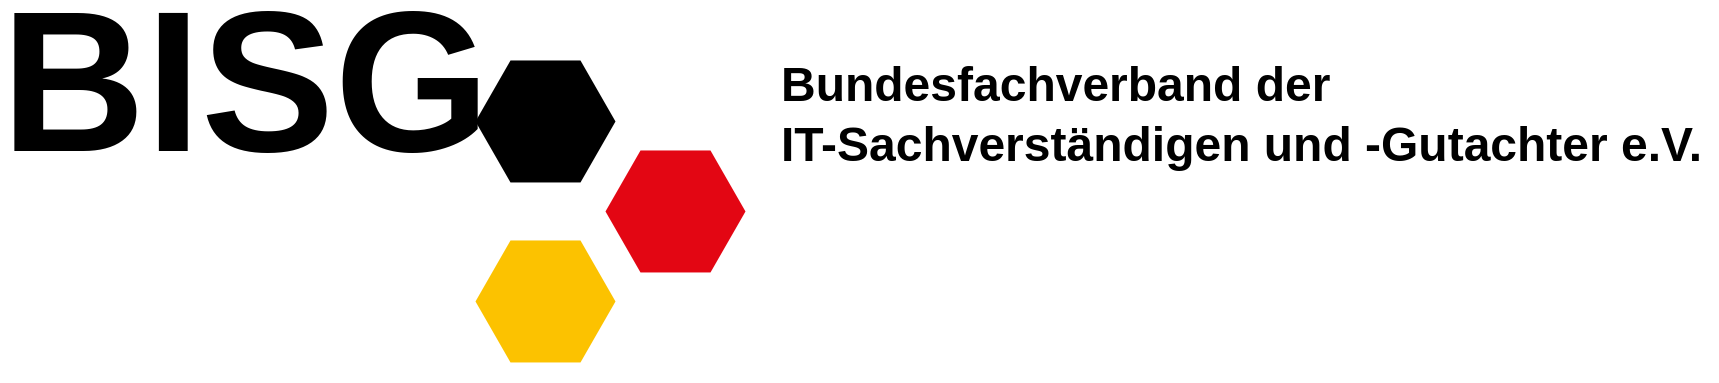 BISG
Bundesfachverband der
IT-Sachverständigen und -Gutachter e.V.